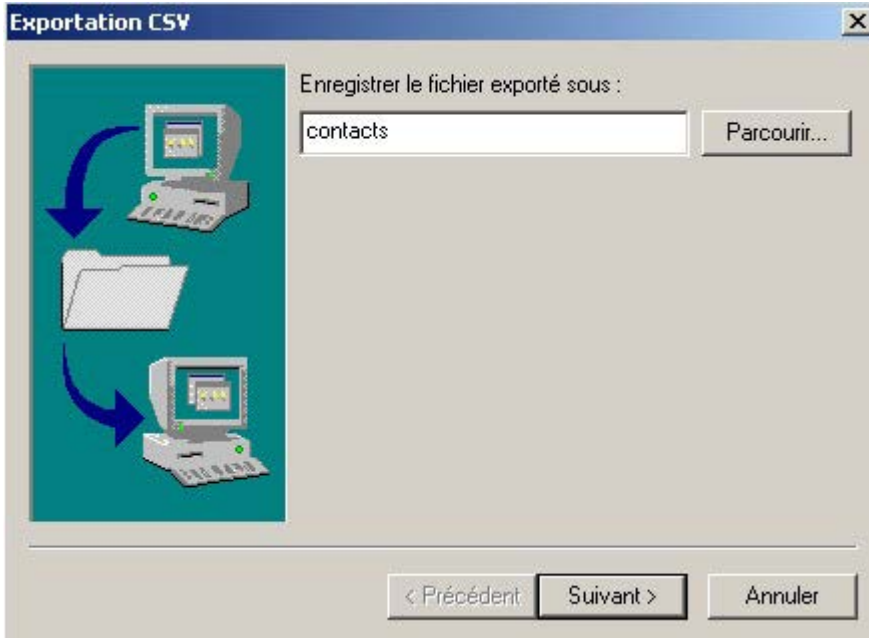 Exportation CSV
Enregistrer le fichier exporté sous :
contacts
Parcourir...
< Précédent
Suivant >
Annuler